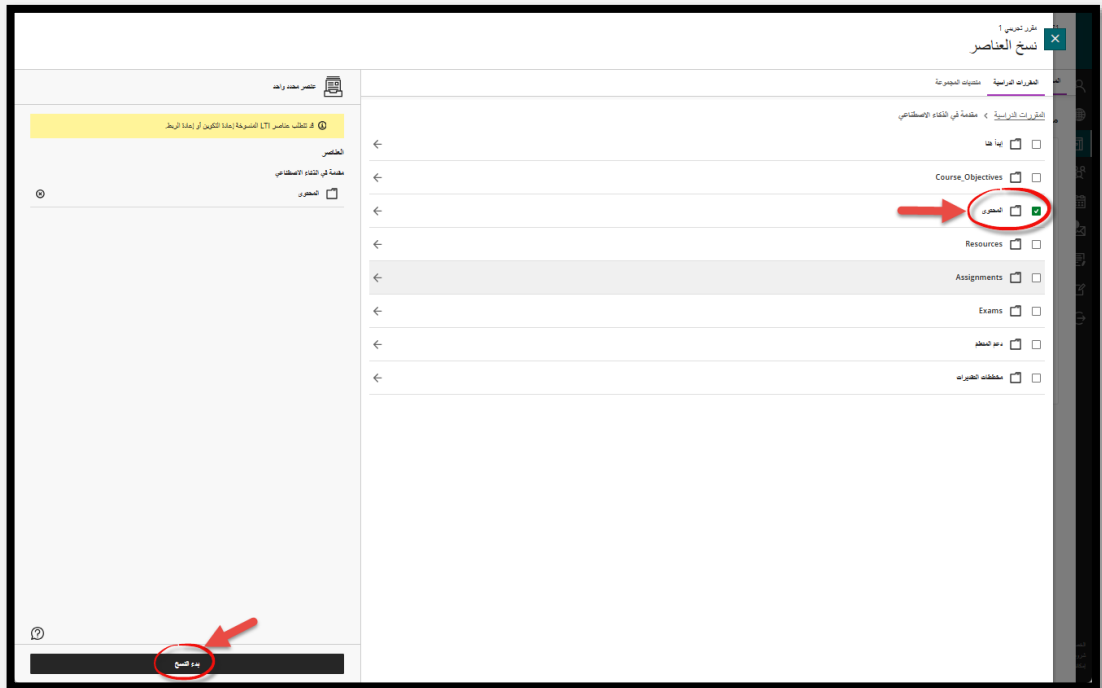 مقرر تجريبي 1
نسخ العناصر
المقررات الدراسية
منتديات المجموعة
المقررات الدراسية > مقدمة في الذكاء الاصطناعي
إبدأ هنا
Course_Objectives
المحتوى
Resources
Assignments
Exams
دعم المتعلم
مخططات التقديرات
عنصر محدد واحد
قد تتطلب عناصر LTI المنسوخة إعادة التكوين أو إعادة الربط.
العناصر
مقدمة في الذكاء الاصطناعي
المحتوى
بدء النسخ